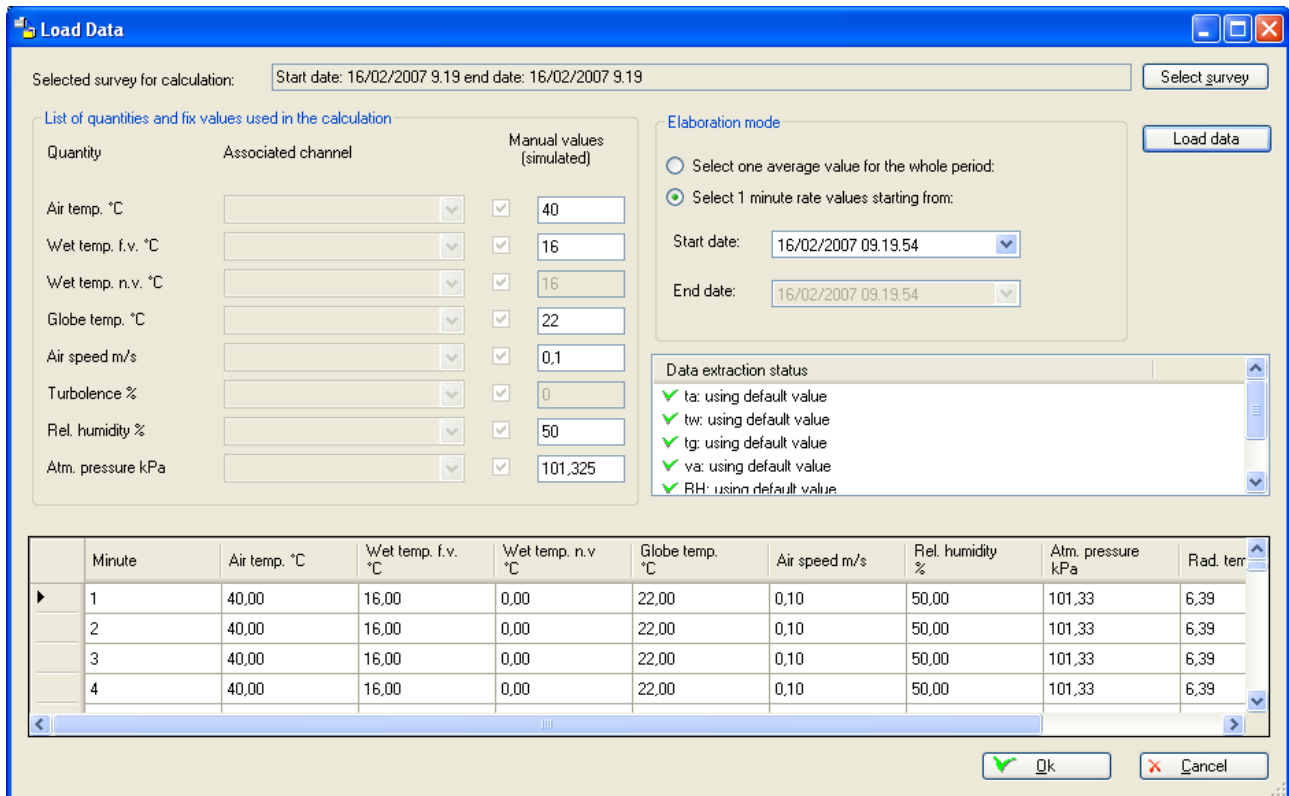 Load Data
Selected survey for calculation: Start date: 16/02/2007 9.19 end date: 16/02/2007 9.19 Select survey
List of quantities and fix values used in the calculation
Quantity Associated channel Manual values (simulated)
Air temp. °C 40
Wet temp. f.v. °C 16
Wet temp. n.v. °C 16
Globe temp. °C 22
Air speed m/s 0,1
Turbolence % 0
Rel. humidity % 50
Atm. pressure kPa 101,325
Elaboration mode
Load data
Select one average value for the whole period:
Select 1 minute rate values starting from:
Start date: 16/02/2007 09.19.54
End date: 16/02/2007 09.19.54
Data extraction status
ta: using default value
tw: using default value
tg: using default value
va: using default value
RH: using default value
Minute Air temp. °C Wet temp. f.v. °C Wet temp. n.v °C Globe temp. °C Air speed m/s Rel. humidity % Atm. pressure kPa Rad. tem
1 40,00 16,00 0,00 22,00 0,10 50,00 101,33 6,39
2 40,00 16,00 0,00 22,00 0,10 50,00 101,33 6,39
3 40,00 16,00 0,00 22,00 0,10 50,00 101,33 6,39
4 40,00 16,00 0,00 22,00 0,10 50,00 101,33 6,39
Ok Cancel